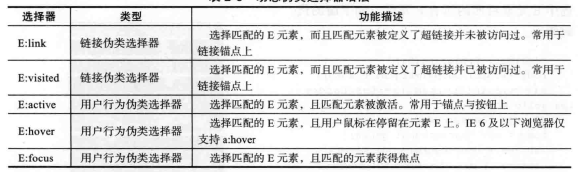 选择器 类型 功能描述
E:link 链接伪类选择器 选择匹配的 E 元素，而且匹配元素被定义了超链接并未被访问过。常用于
链接锚点上
E:visited 链接伪类选择器 选择匹配的 E 元素，而且匹配元素被定义了超链接并已被访问过。常用于
链接锚点上
E:active 用户行为伪类选择器 选择匹配的 E 元素，且匹配元素被激活。常用于锚点与按钮上
E:hover 用户行为伪类选择器 选择匹配的 E 元素，且用户鼠标在停留在元素 E 上。IE 6 及以下浏览器仅
支持 a:hover
E:focus 用户行为伪类选择器 选择匹配的 E 元素，且匹配的元素获得焦点